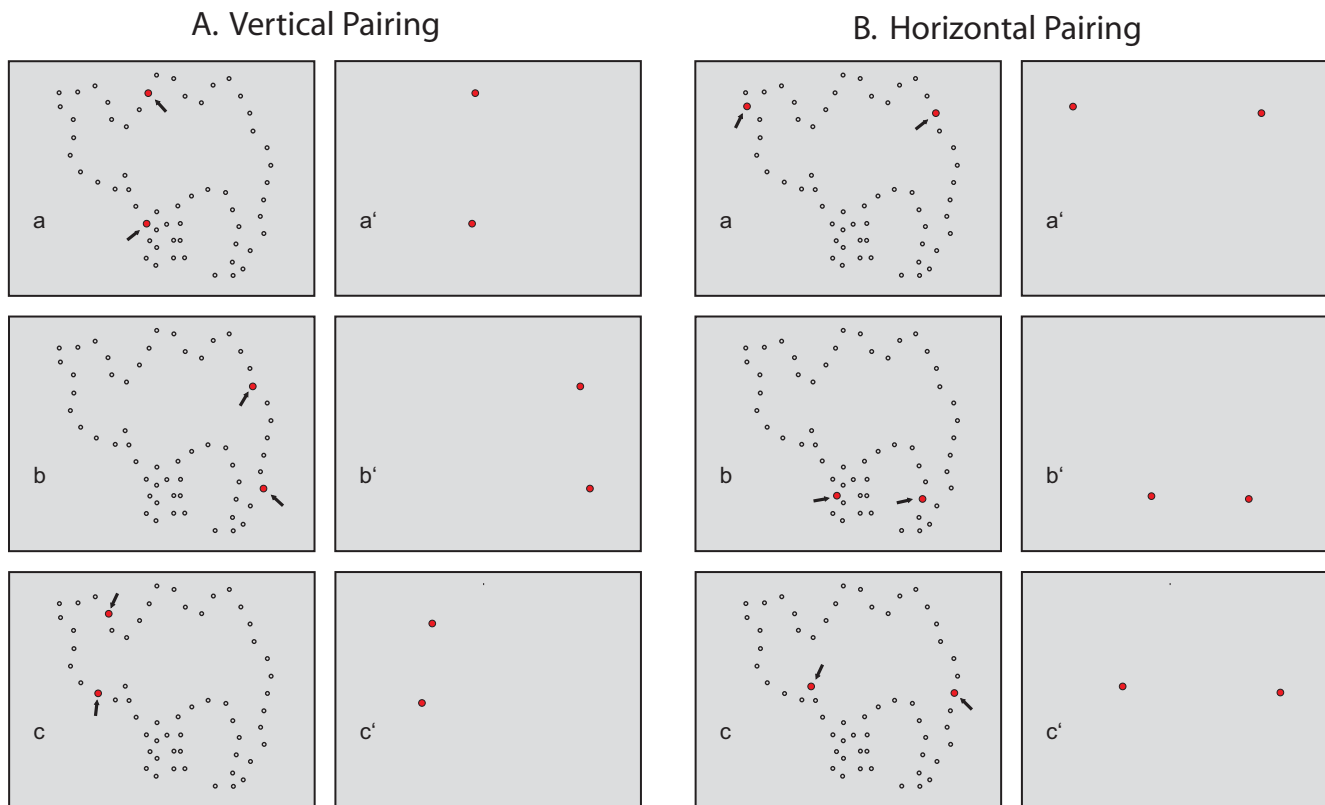 A. Vertical Pairing
B. Horizontal Pairing
a
a‘
a
a‘
b
b‘
b
b‘
c
c‘
c
c‘